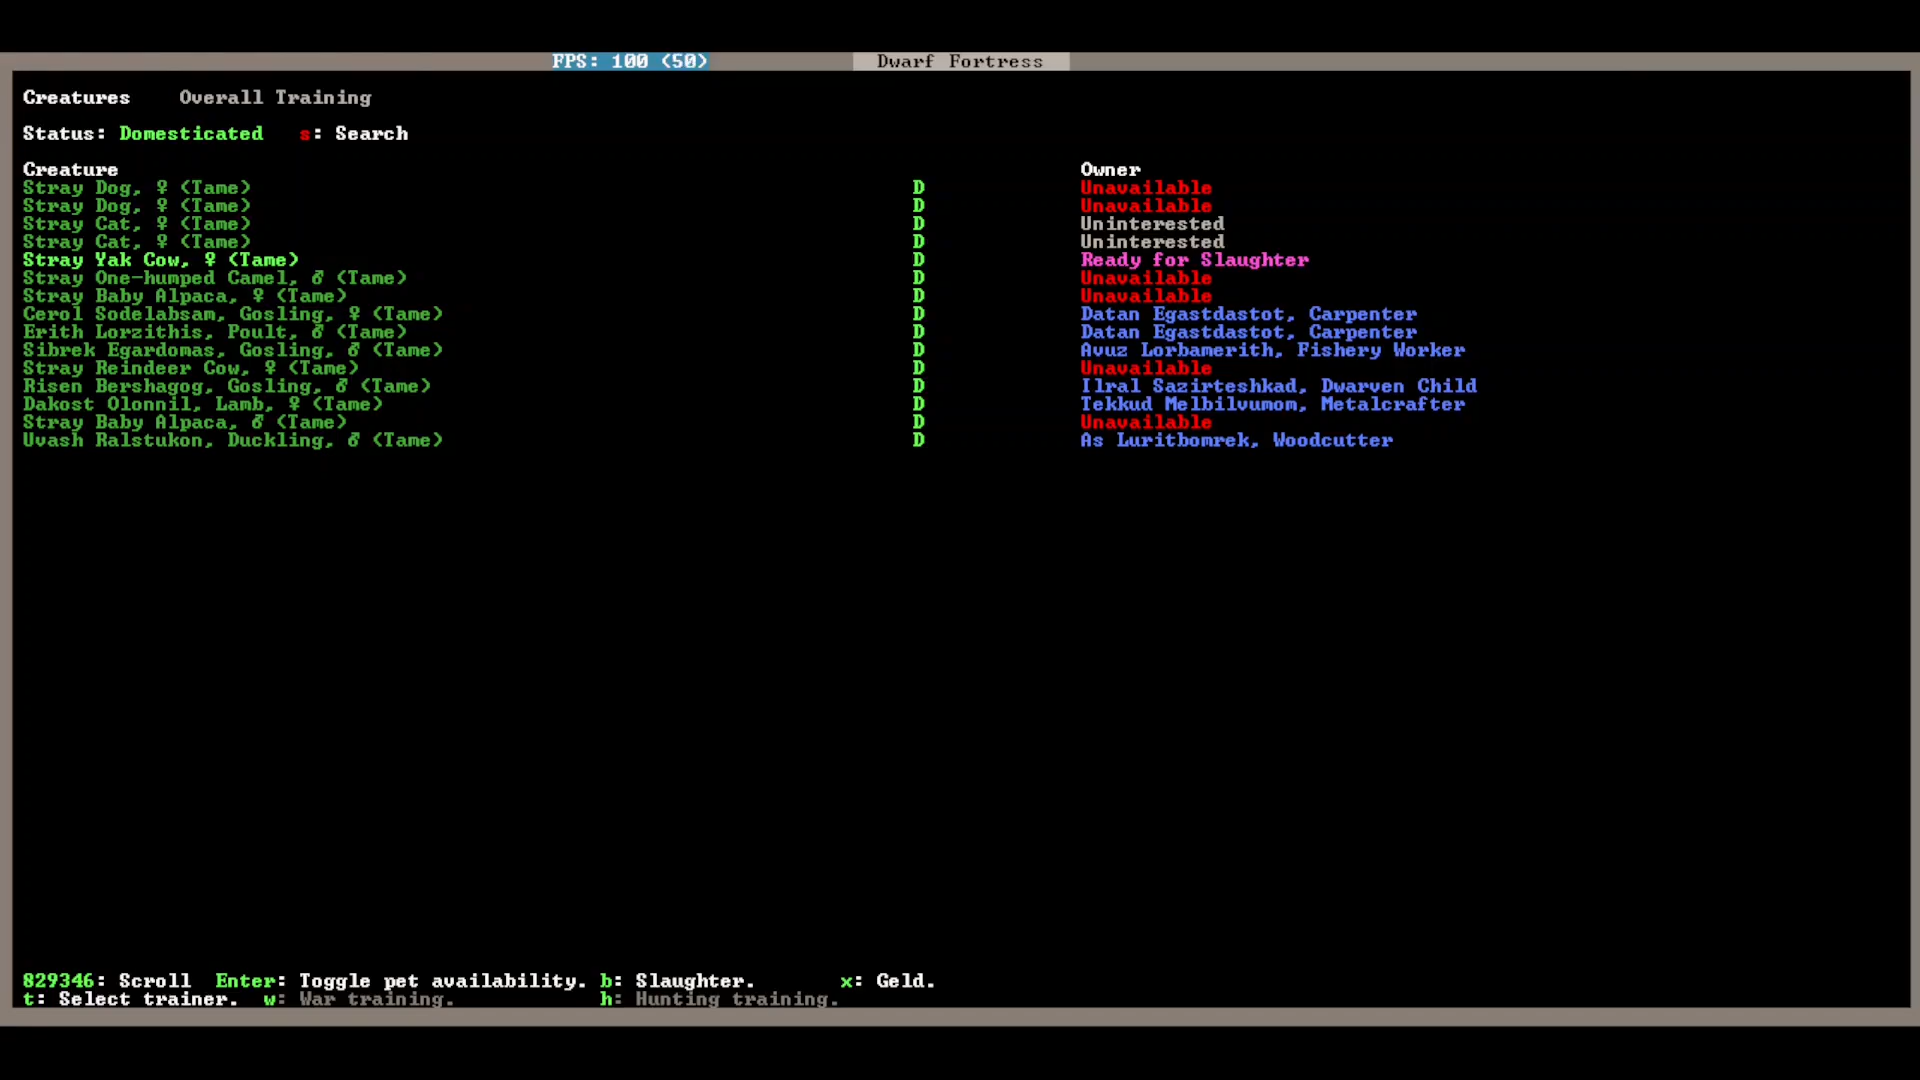 FPS: 100 (50) Dwarf Fortress
Creatures Overall Training
Status: Domesticated s: Search
Creature Owner
Stray Dog, ♀ (Tame) D Unavailable
Stray Dog, ♀ (Tame) D Unavailable
Stray Cat, ♀ (Tame) D Uninterested
Stray Cat, ♀ (Tame) D Uninterested
Stray Yak Cow, ♀ (Tame) D Ready for Slaughter
Stray One-humped Camel, ♂ (Tame) D Unavailable
Stray Baby Alpaca, ♀ (Tame) D Unavailable
Cerol Sodelabsam, Gosling, ♀ (Tame) D Datan Egastdastot, Carpenter
Erith Lorzithis, Poult, ♂ (Tame) D Datan Egastdastot, Carpenter
Sibrek Egardomas, Gosling, ♂ (Tame) D Avuz Lorbamerith, Fishery Worker
Stray Reindeer Cow, ♀ (Tame) D Unavailable
Risen Bershagog, Gosling, ♂ (Tame) D Ilral Sazirteshkad, Dwarven Child
Dakost Olonnil, Lamb, ♀ (Tame) D Tekkud Melbilvumom, Metalcrafter
Stray Baby Alpaca, ♂ (Tame) D Unavailable
Uvash Ralstukon, Duckling, ♂ (Tame) D As Luritbomrek, Woodcutter
829346: Scroll Enter: Toggle pet availability. b: Slaughter. x: Geld.
t: Select trainer. w: War training. h: Hunting training.